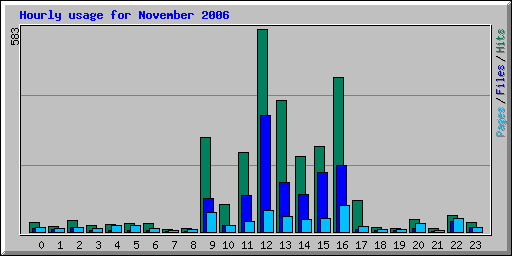 Hourly usage for November 2006
583
Pages / Files / Hits
0 1 2 3 4 5 6 7 8 9 10 11 12 13 14 15 16 17 18 19 20 21 22 23